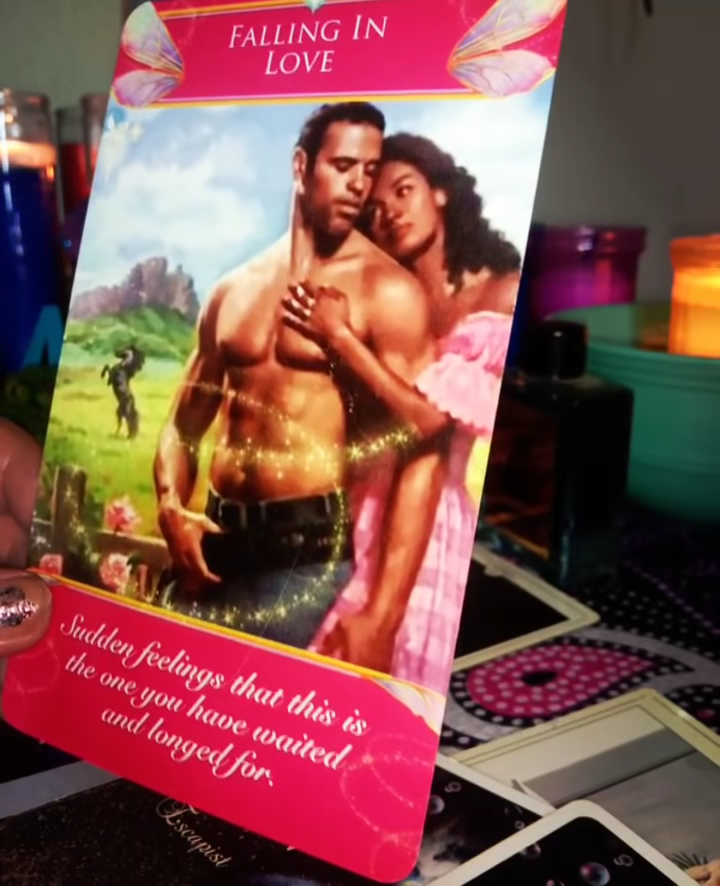 FALLING IN
LOVE
Sudden feelings that this is
the one you have waited
and longed for.
Escapist